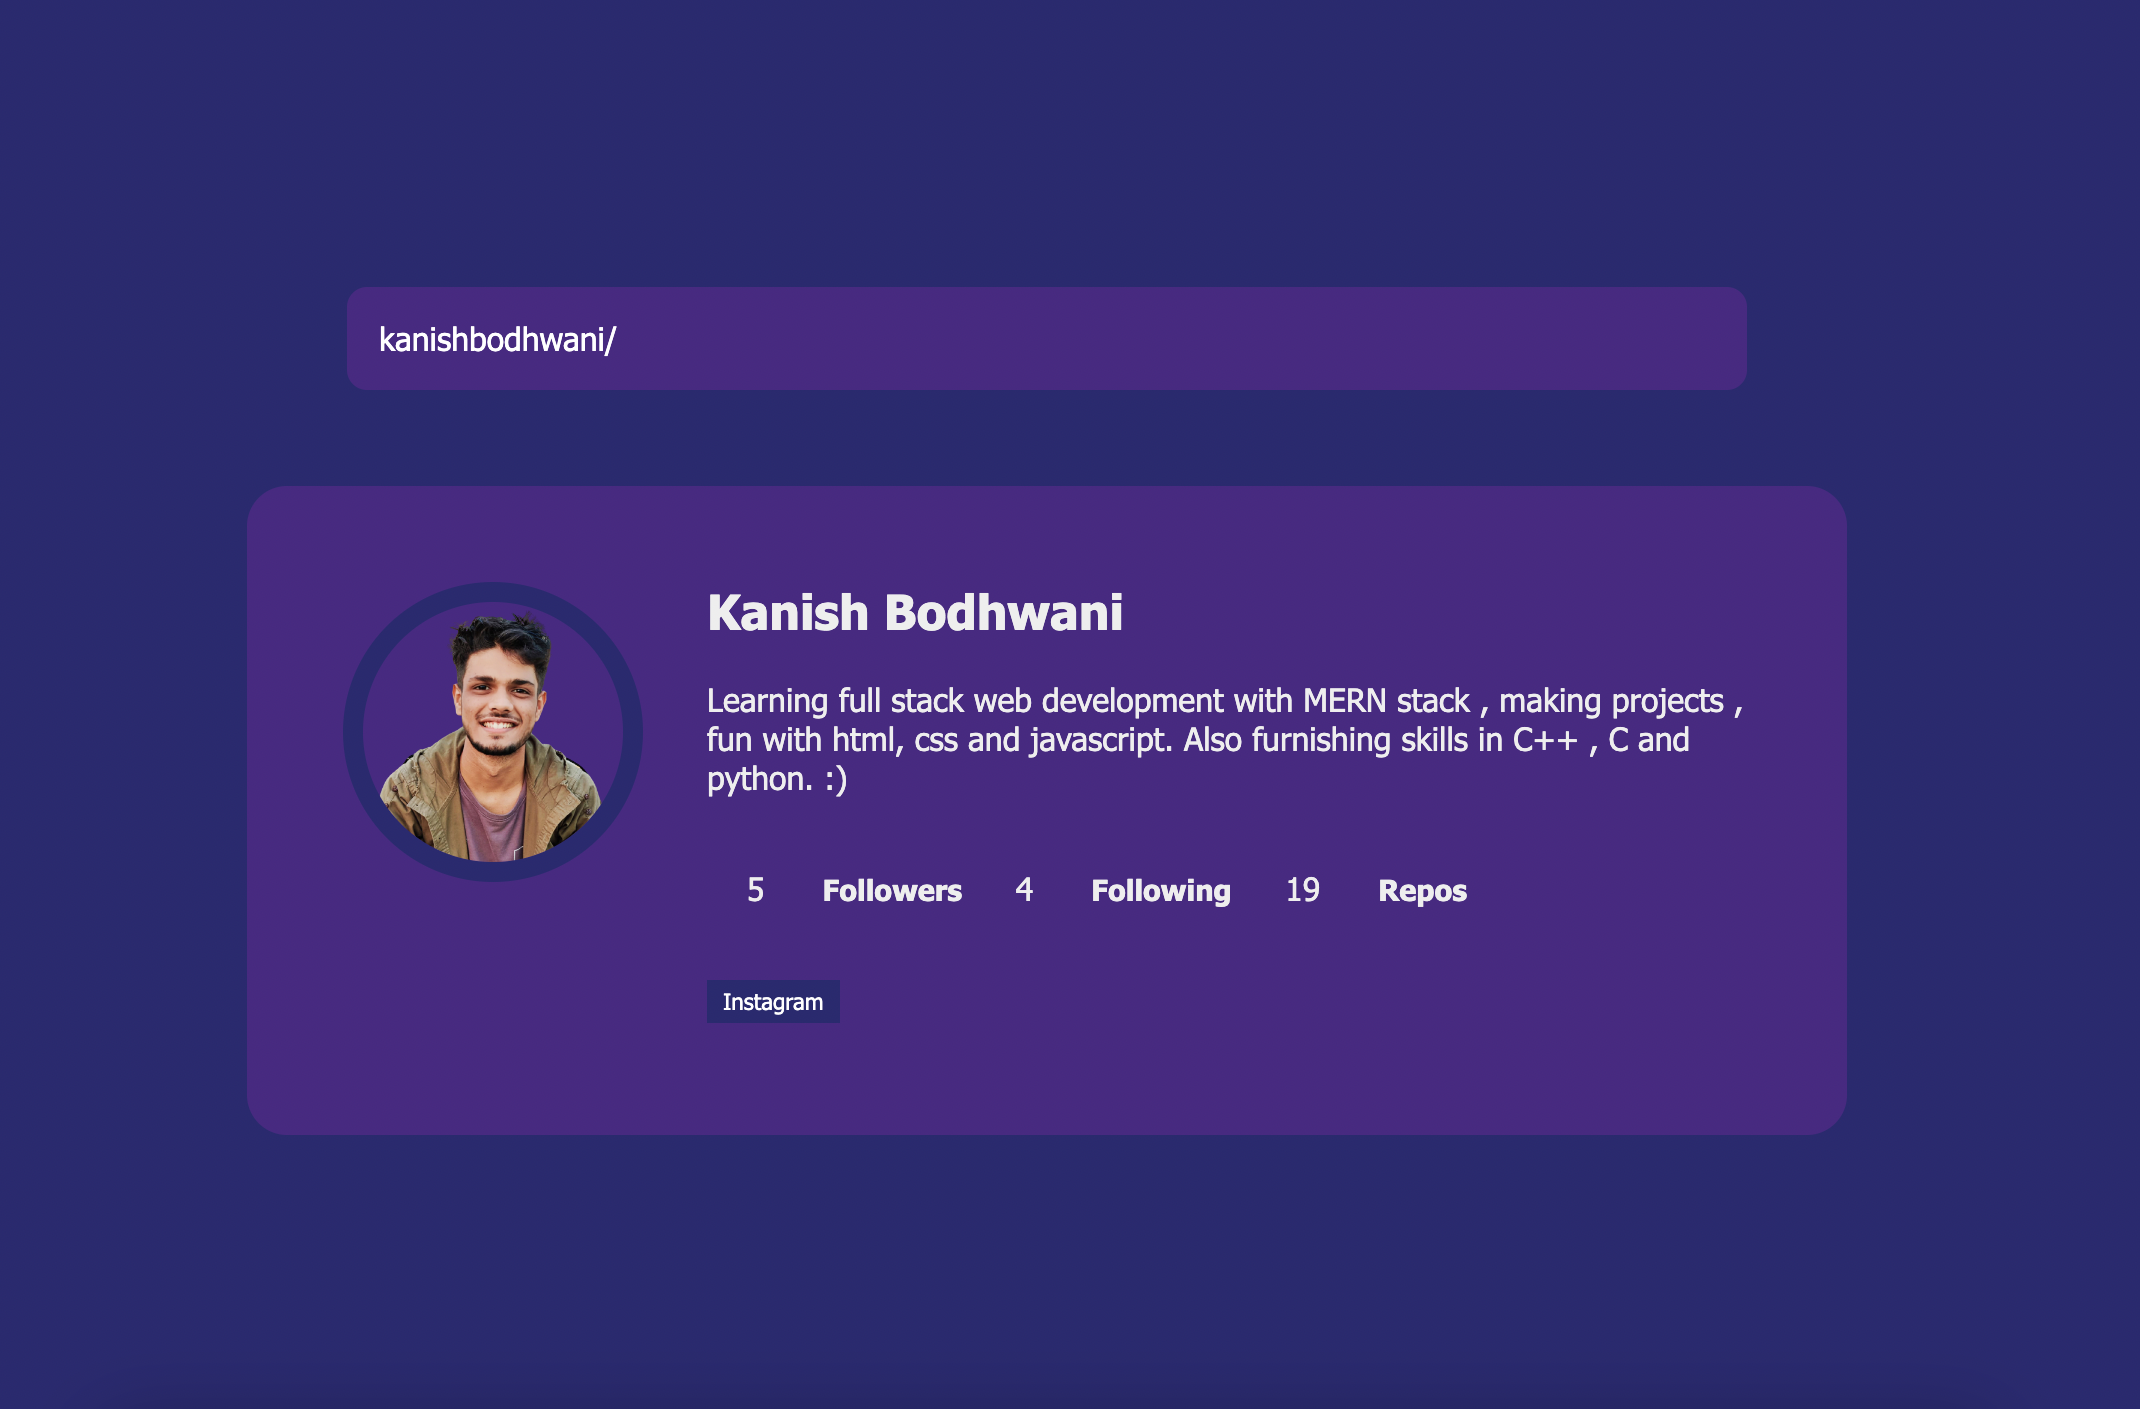 kanishbodhwani/
Kanish Bodhwani
Learning full stack web development with MERN stack , making projects ,
fun with html, css and javascript. Also furnishing skills in C++ , C and
python. :)
5 Followers 4 Following 19 Repos
Instagram